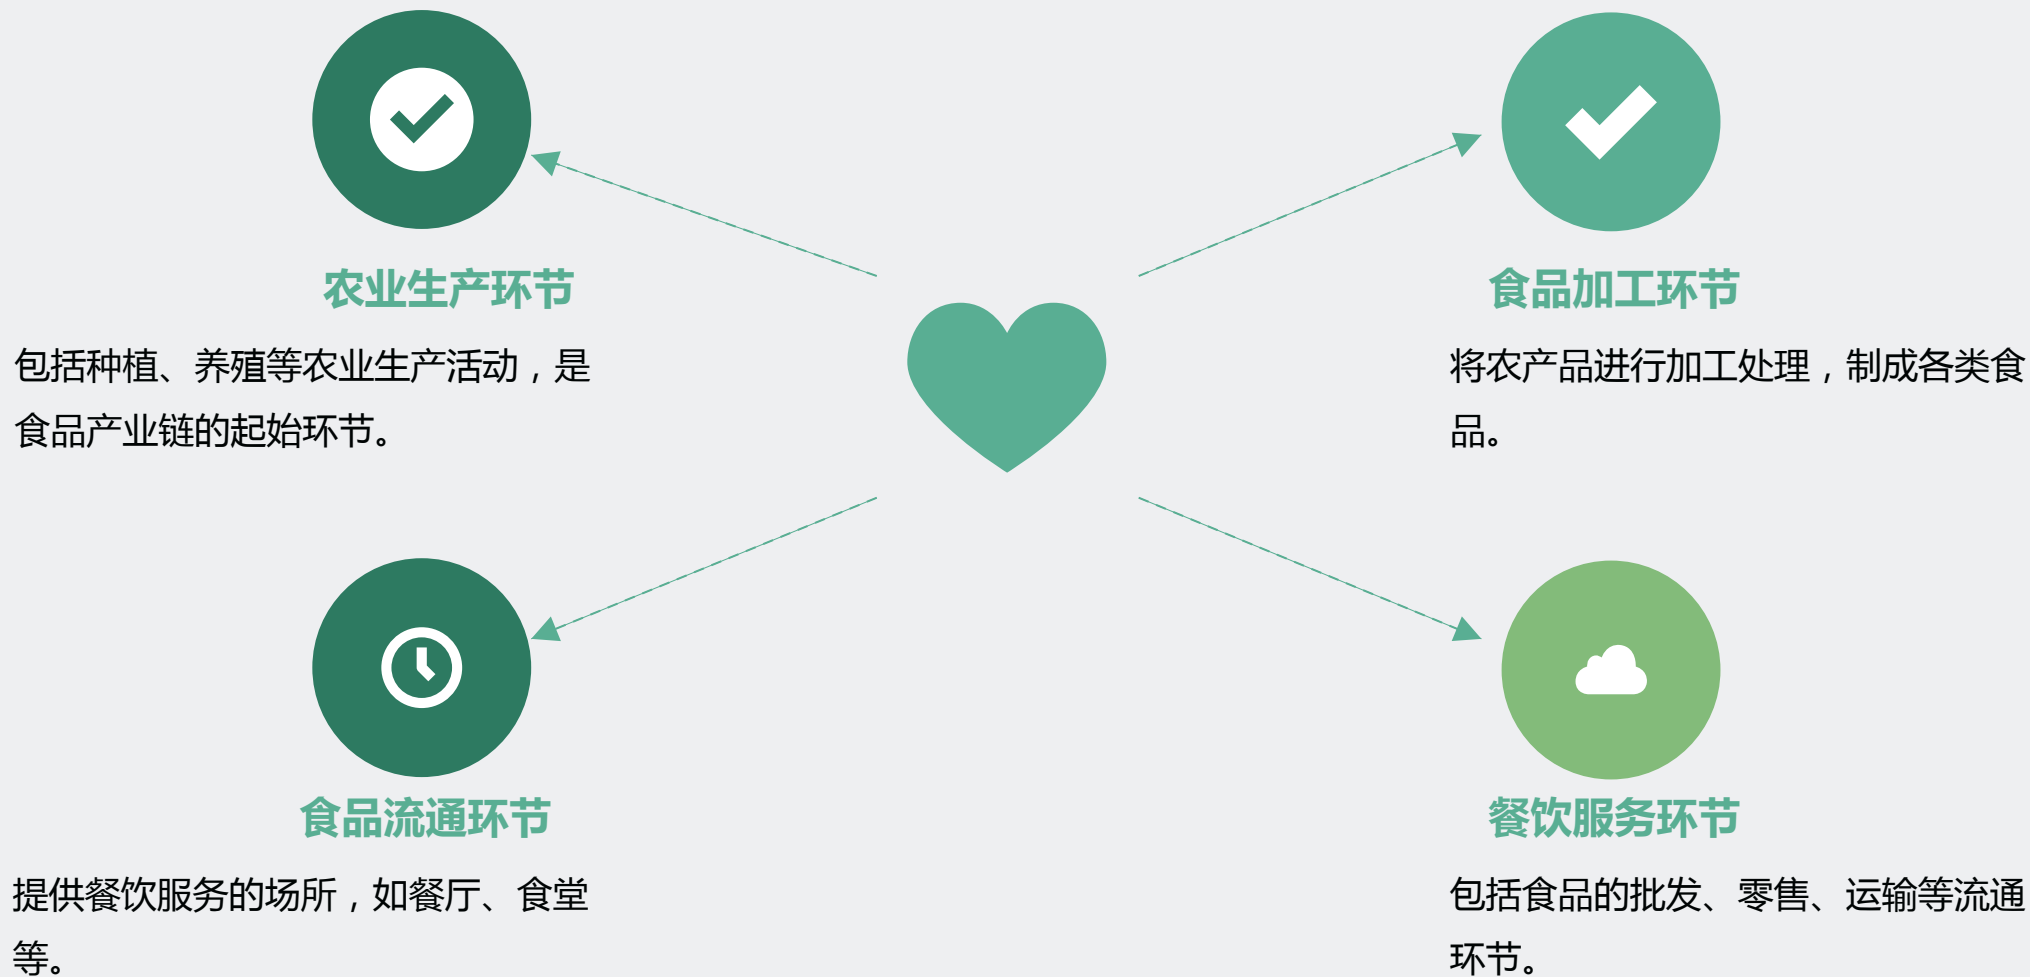 农业生产环节
包括种植、养殖等农业生产活动，是
食品产业链的起始环节。
食品加工环节
将农产品进行加工处理，制成各类食
品。
食品流通环节
提供餐饮服务的场所，如餐厅、食堂
等。
餐饮服务环节
包括食品的批发、零售、运输等流通
环节。